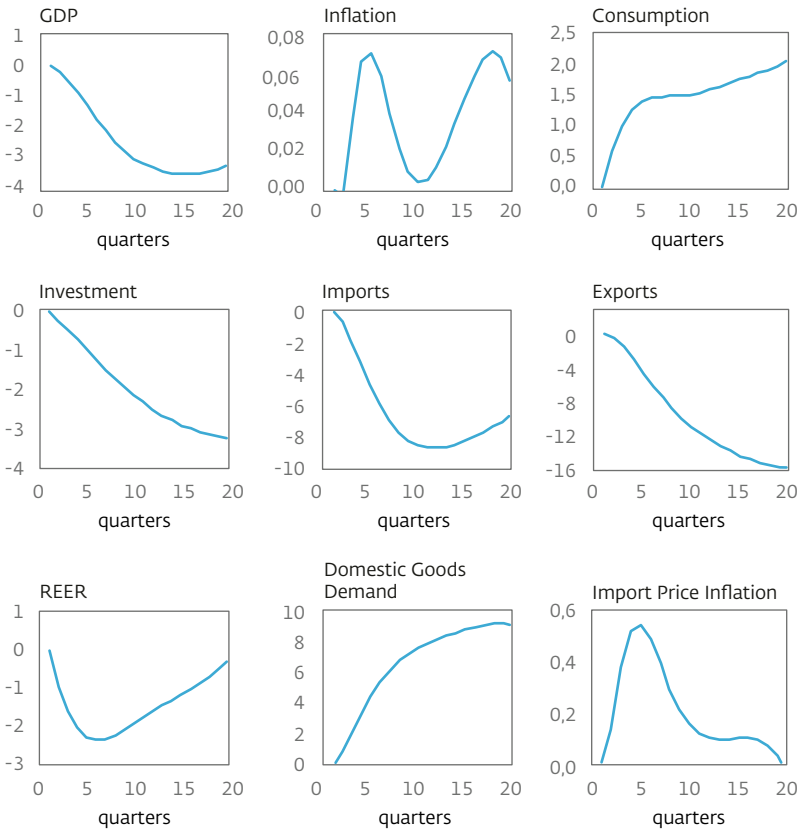 GDP
1
0
-1
-2
-3
-4
0 5 10 15 20
quarters
Inflation
0,08
0,06
0,04
0,02
0,00
0 5 10 15 20
quarters
Consumption
2,5
2,0
1,5
1,0
0,5
0,0
0 5 10 15 20
quarters
Investment
0
-1
-2
-3
-4
0 5 10 15 20
quarters
Imports
0
-2
-4
-6
-8
-10
0 5 10 15 20
quarters
Exports
0
-4
-8
-12
-16
0 5 10 15 20
quarters
REER
1
0
-1
-2
-3
0 5 10 15 20
quarters
Domestic Goods
Demand
10
8
6
4
2
0
0 5 10 15 20
quarters
Import Price Inflation
0,6
0,4
0,2
0,0
0 5 10 15 20
quarters